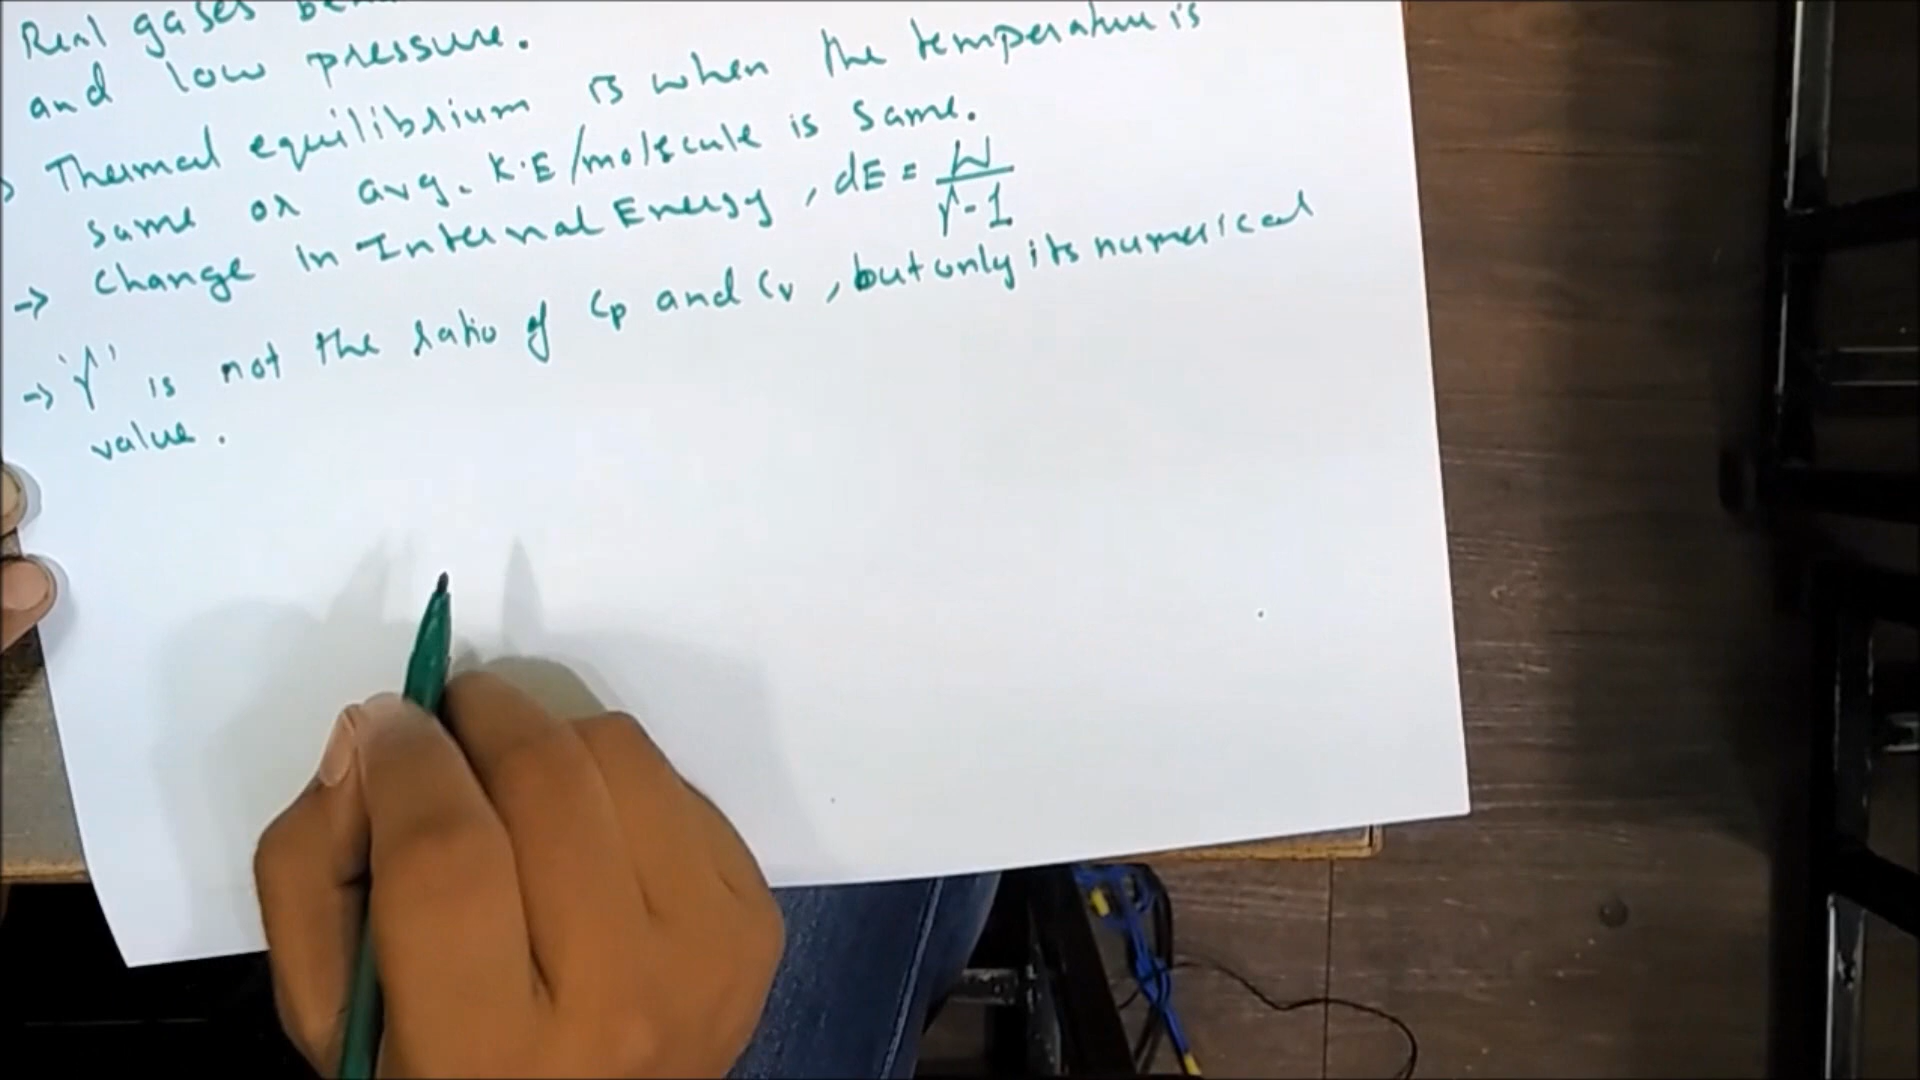 Real gases
and low pressure.
Thermal equilibrium is when the temperature is
same or avg. K.E/molecule is same.
→ Change in Internal Energy, dE = W/γ-1
→ 'γ' is not the ratio of Cp and Cv, but only its numerical
value.